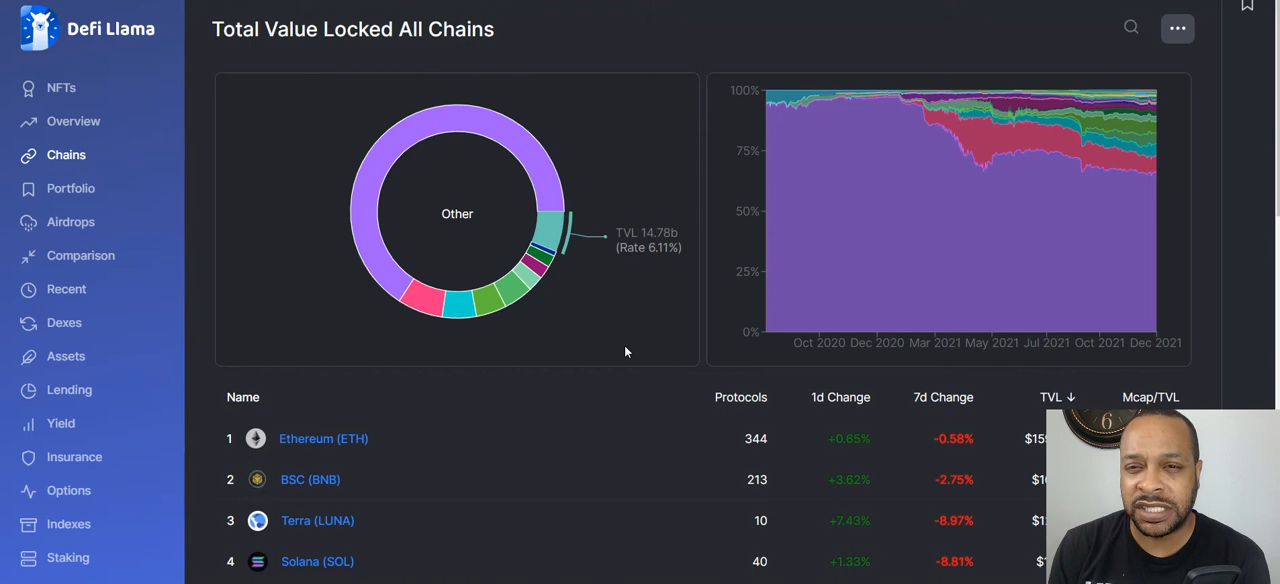 Defi Llama
Total Value Locked All Chains
NFTs
Overview
Chains
Portfolio
Airdrops
Comparison
Recent
Dexes
Assets
Lending
Yield
Insurance
Options
Indexes
Staking
Other
TVL 14.78b
(Rate 6.11%)
100%
75%
50%
25%
0%
Oct 2020 Dec 2020 Mar 2021 May 2021 Jul 2021 Oct 2021 Dec 2021
Name Protocols 1d Change 7d Change TVL ↓ Mcap/TVL
1 Ethereum (ETH) 344 +0.65% -0.58%
2 BSC (BNB) 213 +3.62% -2.75%
3 Terra (LUNA) 10 +7.43% -8.97%
4 Solana (SOL) 40 +1.33% -8.81%
6